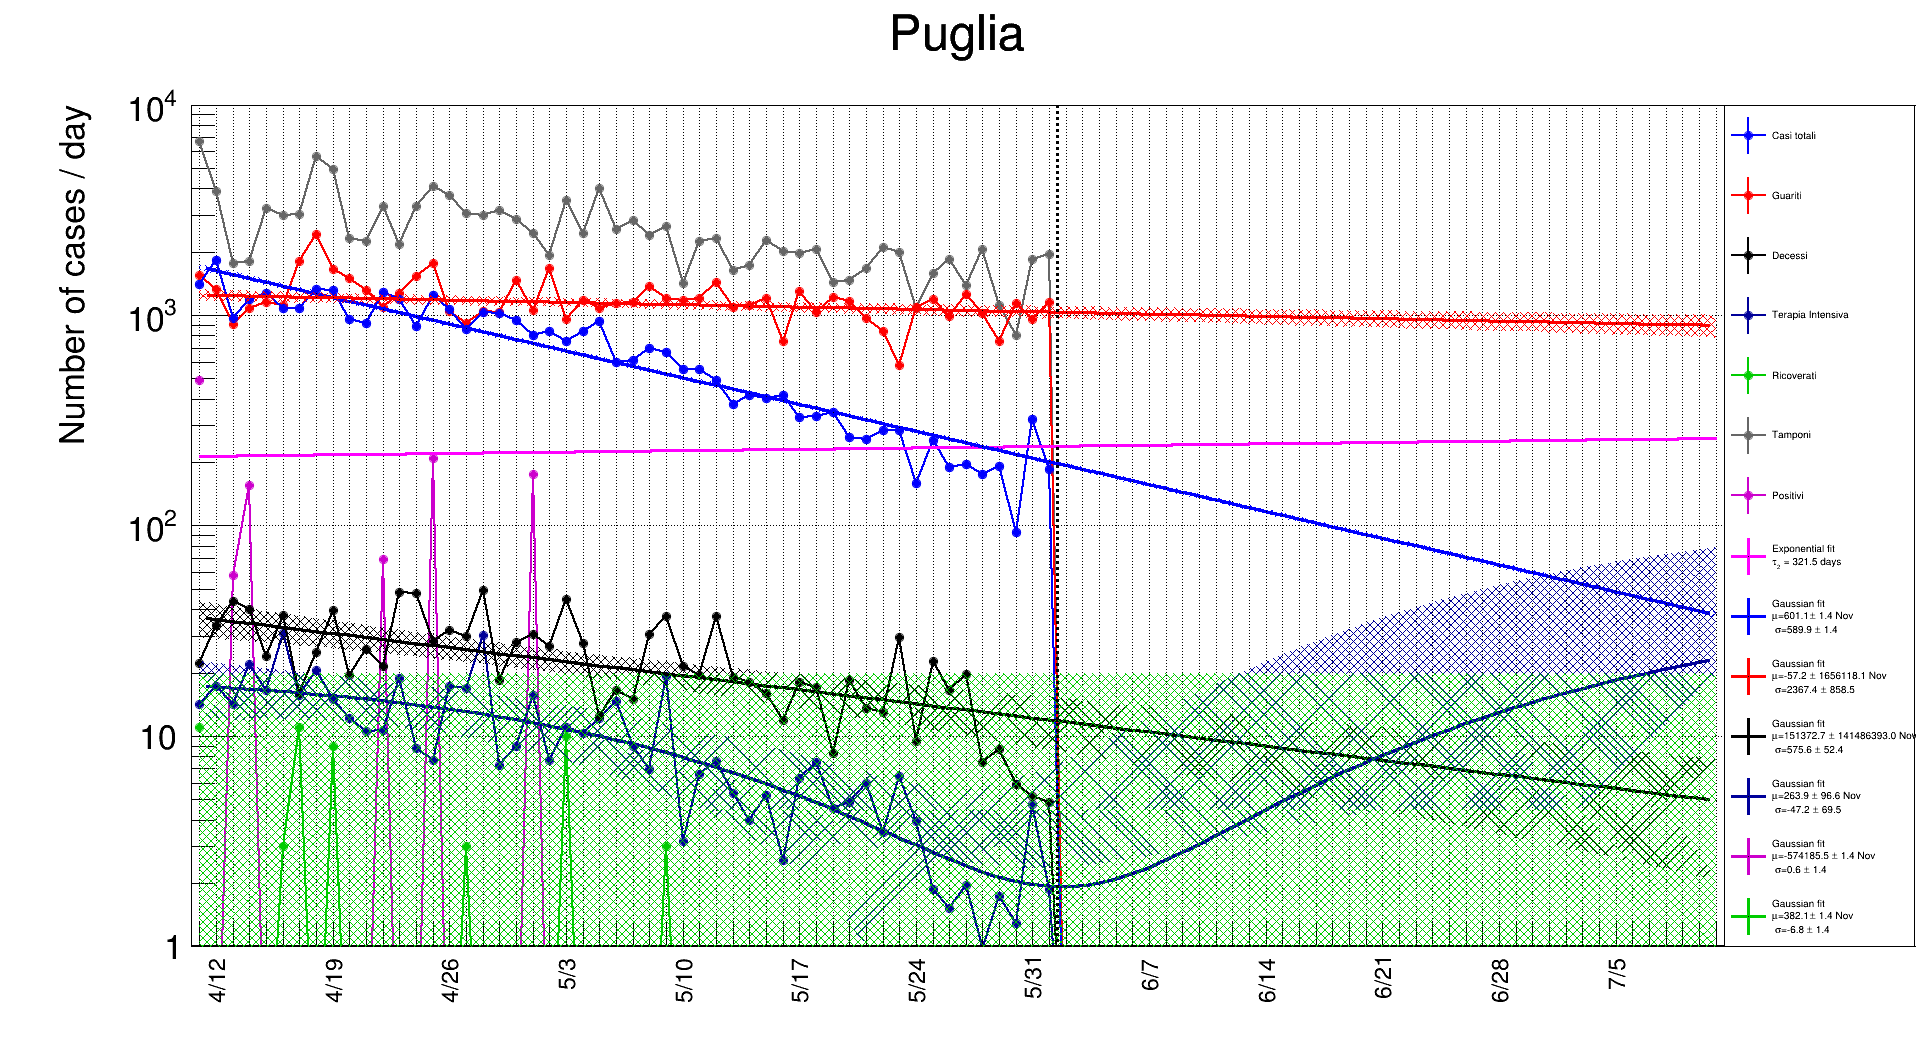 Puglia
Number of cases / day
10⁴
10³
10²
10
1
4/12
4/19
4/26
5/3
5/10
5/17
5/24
5/31
6/7
6/14
6/21
6/28
7/5
Casi totali
Guariti
Decessi
Terapia Intensiva
Ricoverati
Tamponi
Positivi
Exponential fit
τ₂ = 321.5 days
Gaussian fit
μ=601.1± 1.4 Nov
σ=589.9 ± 1.4
Gaussian fit
μ=-57.2 ± 1656118.1 Nov
σ=2367.4 ± 858.5
Gaussian fit
μ=151372.7 ± 141486393.0 Nov
σ=575.6 ± 52.4
Gaussian fit
μ=263.9 ± 96.6 Nov
σ=-47.2 ± 69.5
Gaussian fit
μ=-574185.5 ± 1.4 Nov
σ=0.6 ± 1.4
Gaussian fit
μ=382.1± 1.4 Nov
σ=-6.8 ± 1.4